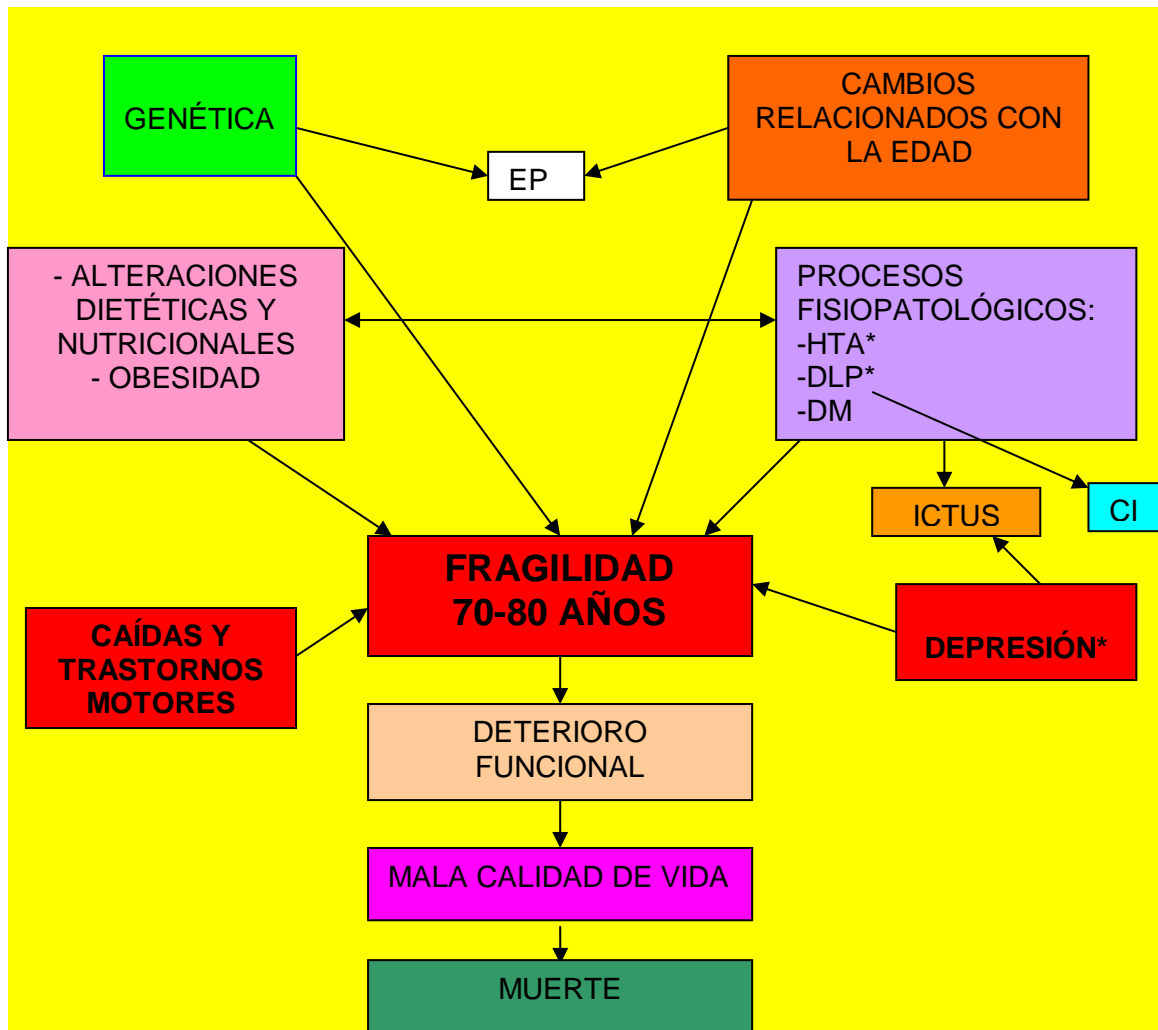 GENÉTICA
CAMBIOS
RELACIONADOS CON
LA EDAD
EP
- ALTERACIONES
DIETÉTICAS Y
NUTRICIONALES
- OBESIDAD
PROCESOS
FISIOPATOLÓGICOS:
-HTA*
-DLP*
-DM
ICTUS
CI
FRAGILIDAD
70-80 AÑOS
CAÍDAS Y
TRASTORNOS
MOTORES
DEPRESIÓN*
DETERIORO
FUNCIONAL
MALA CALIDAD DE VIDA
MUERTE